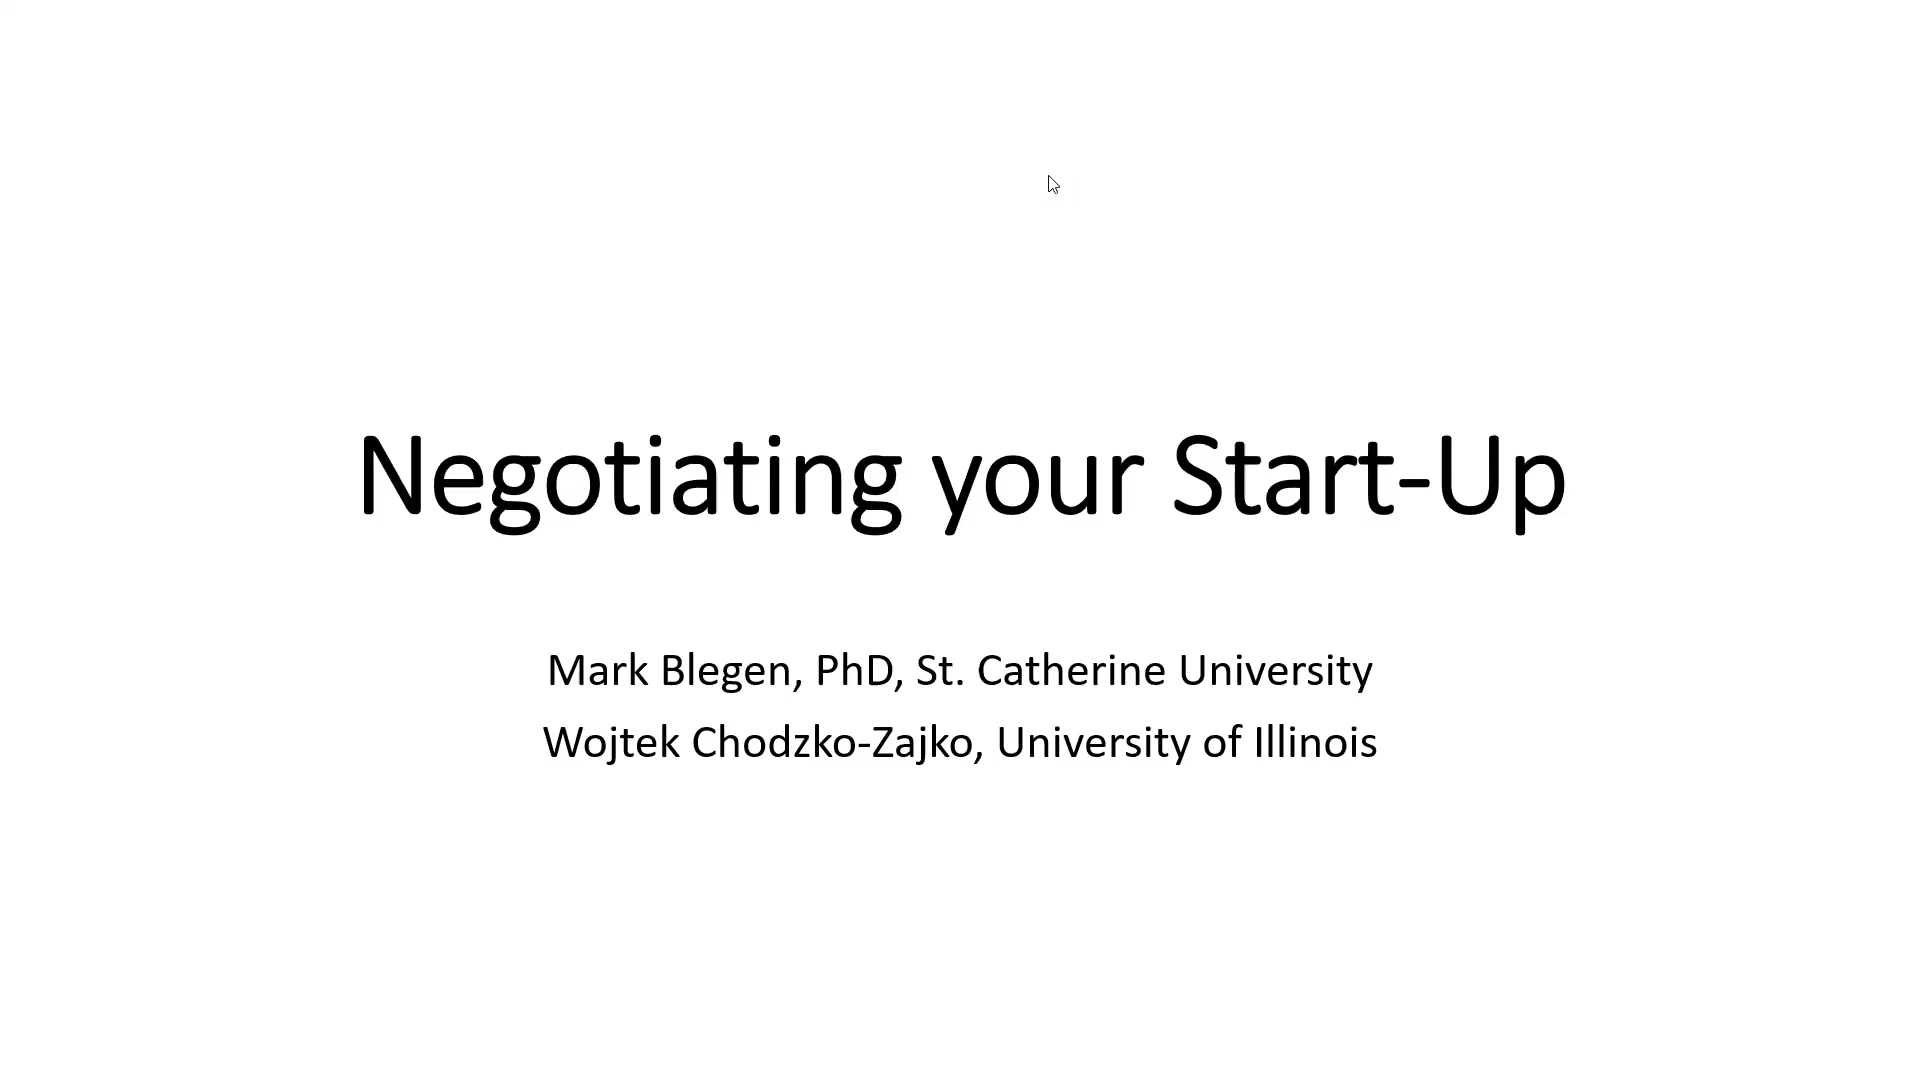 Negotiating your Start-Up
Mark Blegen, PhD, St. Catherine University
Wojtek Chodzko-Zajko, University of Illinois